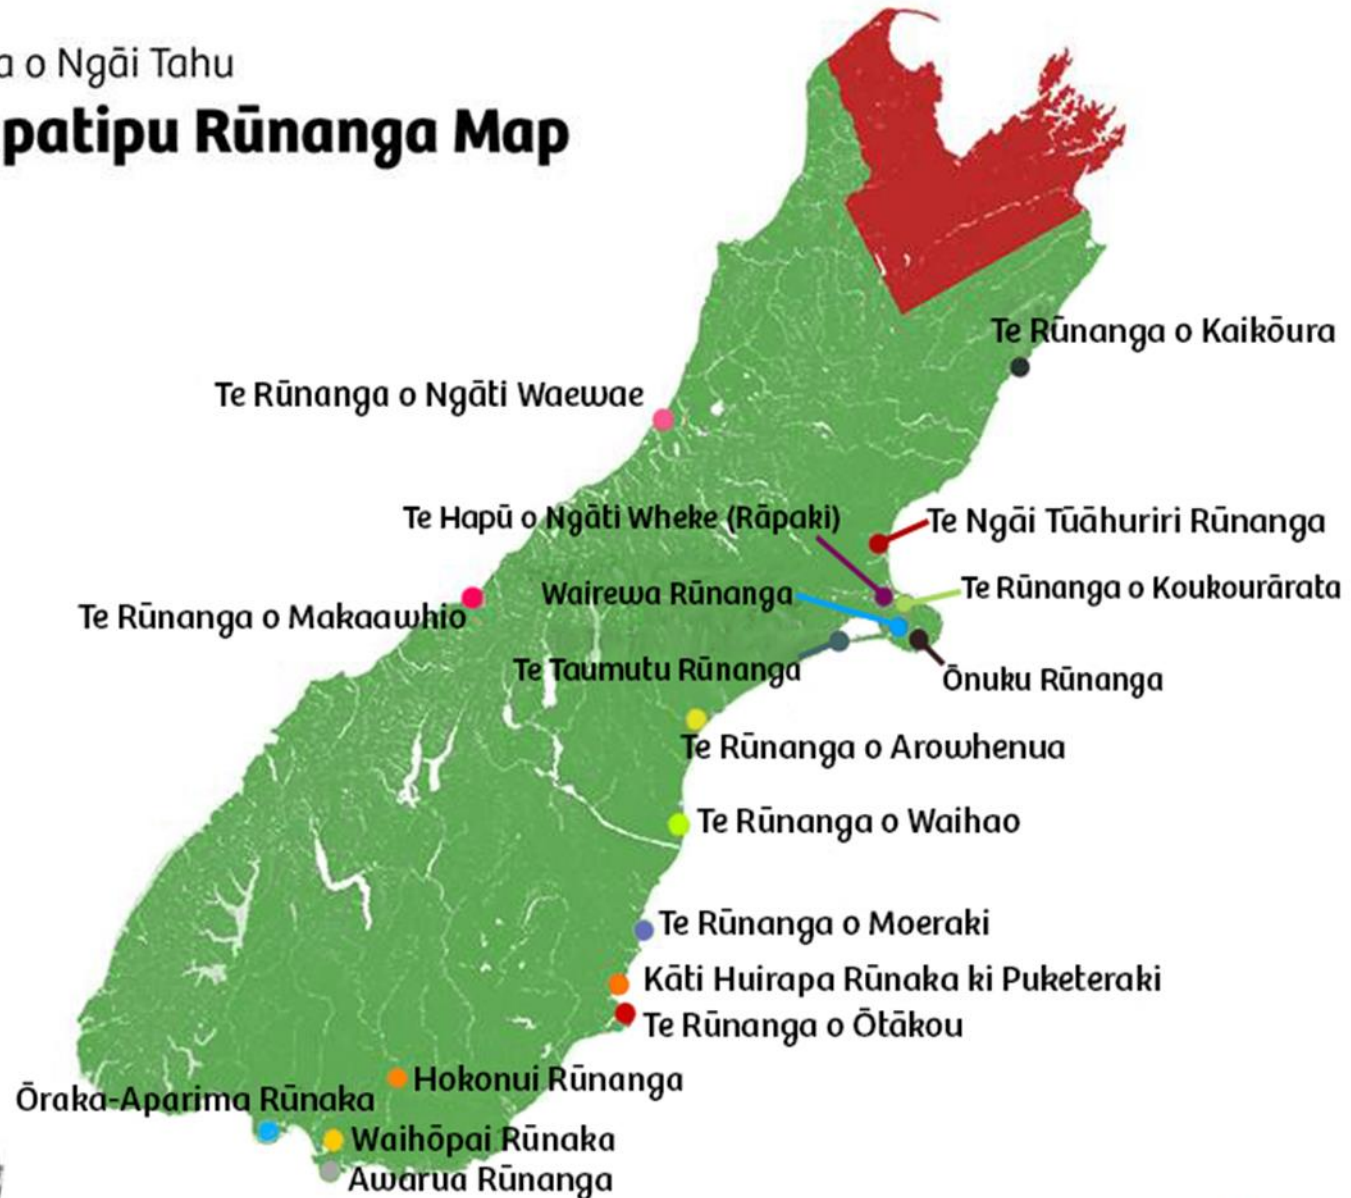 a o Ngāi Tahu
patipu Rūnanga Map
Te Rūnanga o Kaikōura
Te Rūnanga o Ngāti Waewae
Te Hapū o Ngāti Wheke (Rāpaki)
Te Ngāi Tūāhuriri Rūnanga
Wairewa Rūnanga
Te Rūnanga o Koukourārata
Te Rūnanga o Makaawhio
Te Taumutu Rūnanga
Ōnuku Rūnanga
Te Rūnanga o Arowhenua
Te Rūnanga o Waihao
Te Rūnanga o Moeraki
Kāti Huirapa Rūnaka ki Puketeraki
Te Rūnanga o Ōtākou
Hokonui Rūnanga
Ōraka-Aparima Rūnaka
Waihōpai Rūnaka
Awarua Rūnanga